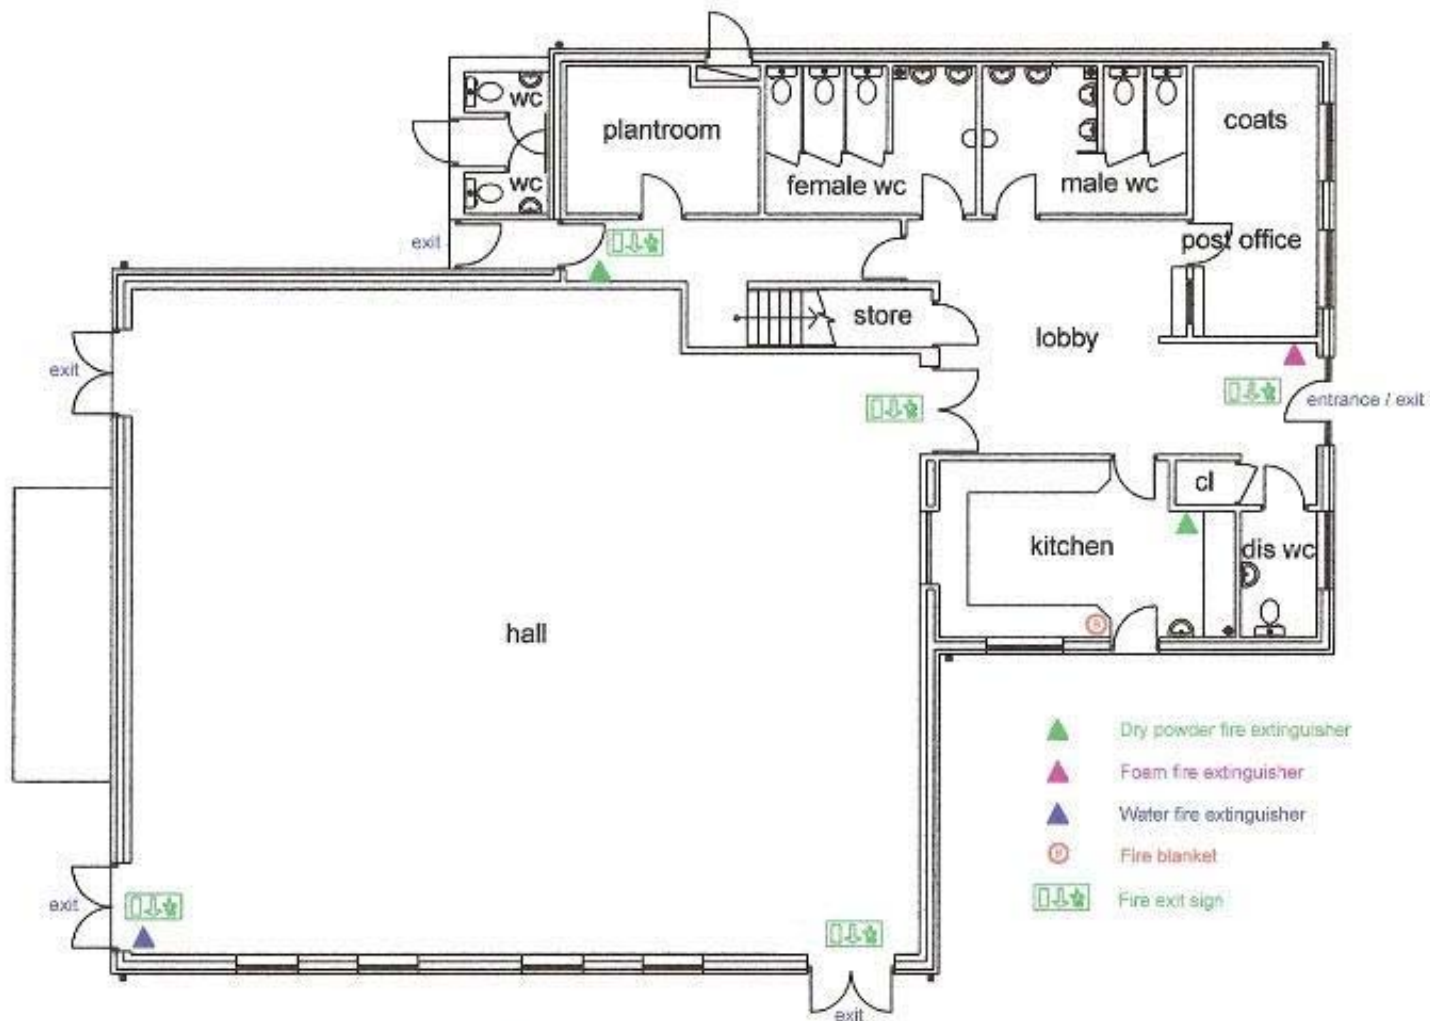 wc
plantroom
coats
wc
female wc
male wc
exit
post office
store
lobby
exit
entrance / exit
cl
kitchen
dis wc
hall
Dry powder fire extinguisher
Foam fire extinguisher
Water fire extinguisher
Fire blanket
Fire exit sign
exit
exit